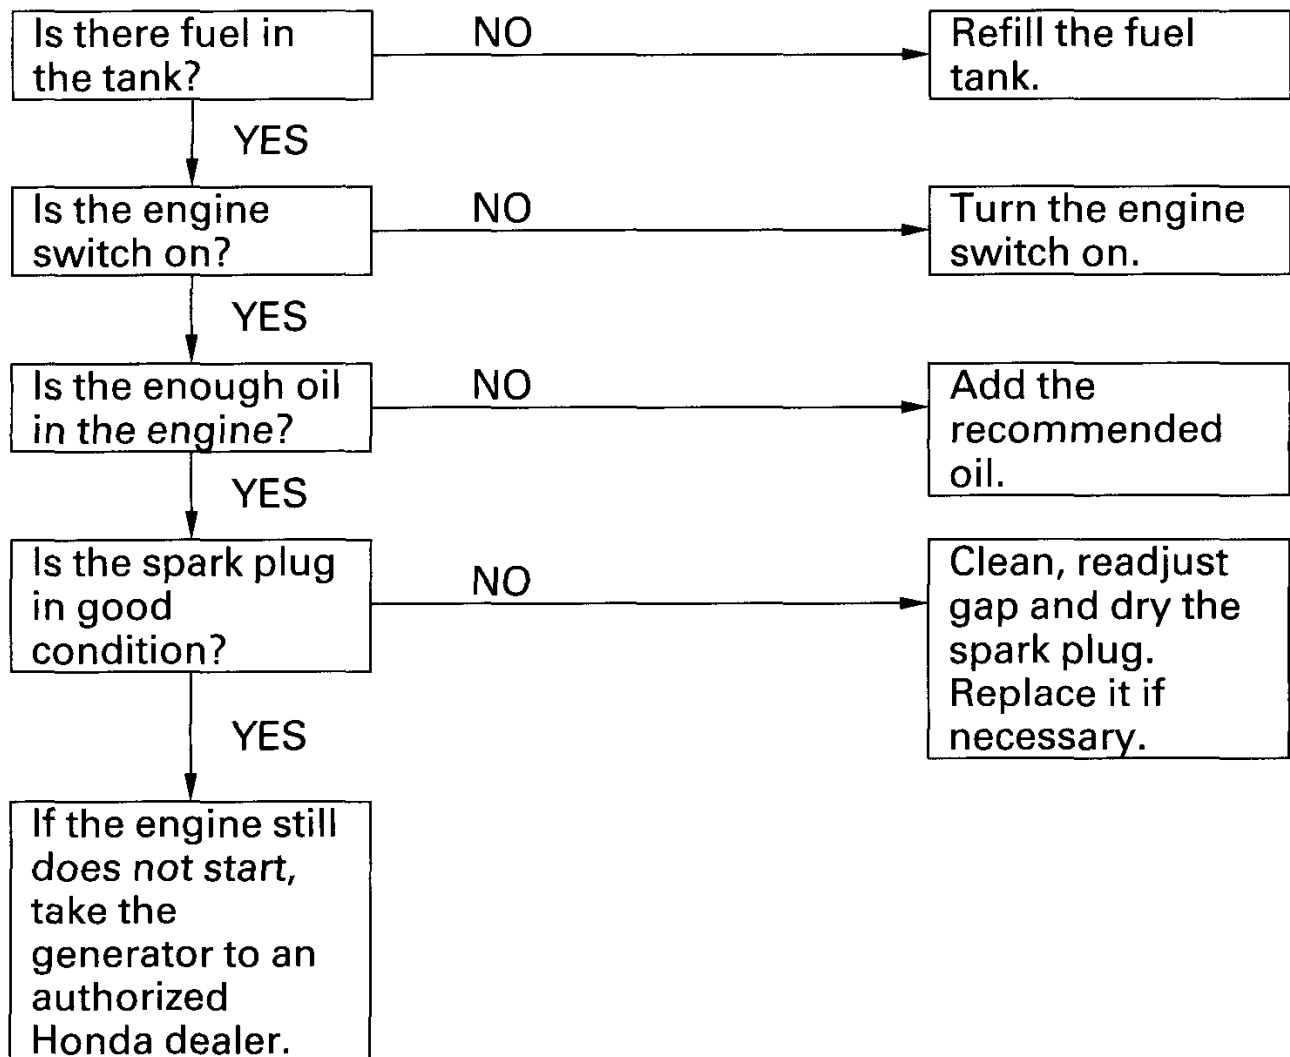 Is there fuel in
the tank?
NO
Refill the fuel
tank.
YES
Is the engine
switch on?
NO
Turn the engine
switch on.
YES
Is the enough oil
in the engine?
NO
Add the
recommended
oil.
YES
Is the spark plug
in good
condition?
NO
Clean, readjust
gap and dry the
spark plug.
Replace it if
necessary.
YES
If the engine still
does not start,
take the
generator to an
authorized
Honda dealer.